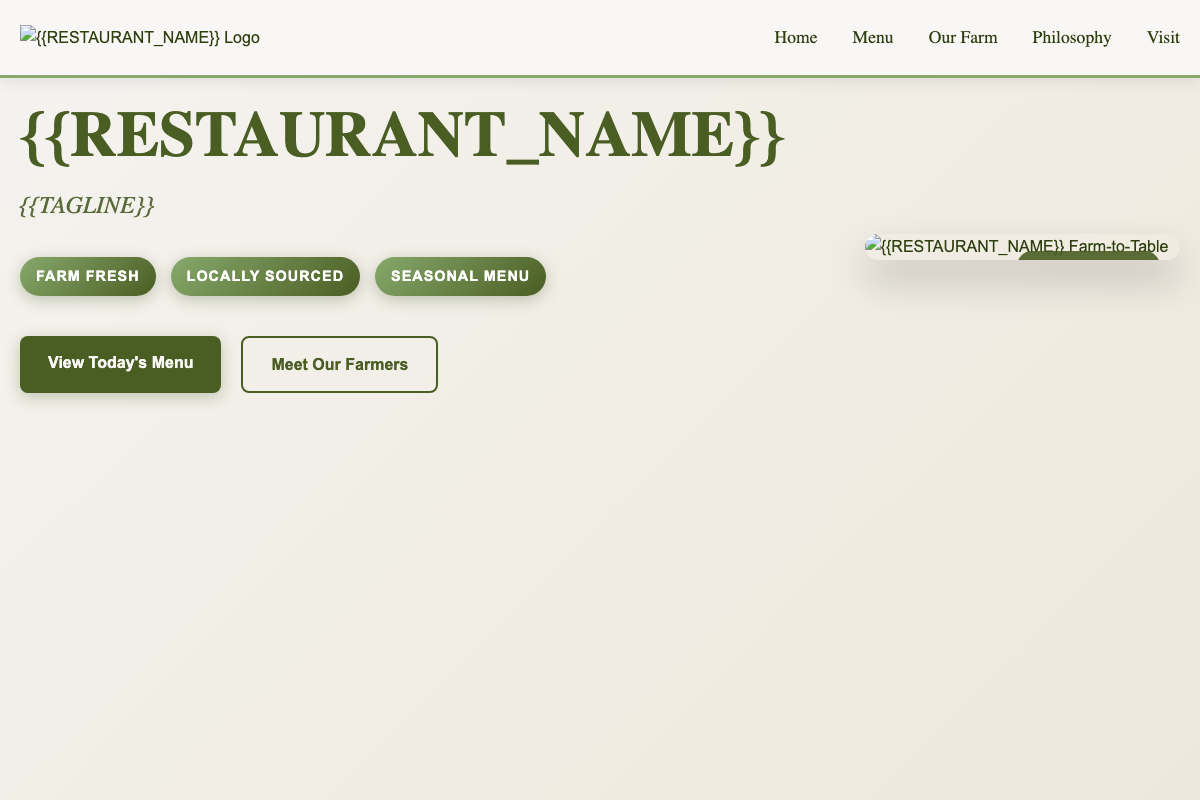 {{RESTAURANT_NAME}} Logo
Home Menu Our Farm Philosophy Visit
{{RESTAURANT_NAME}}
{{TAGLINE}}
{{RESTAURANT_NAME}} Farm-to-Table
FARM FRESH LOCALLY SOURCED SEASONAL MENU
View Today's Menu Meet Our Farmers